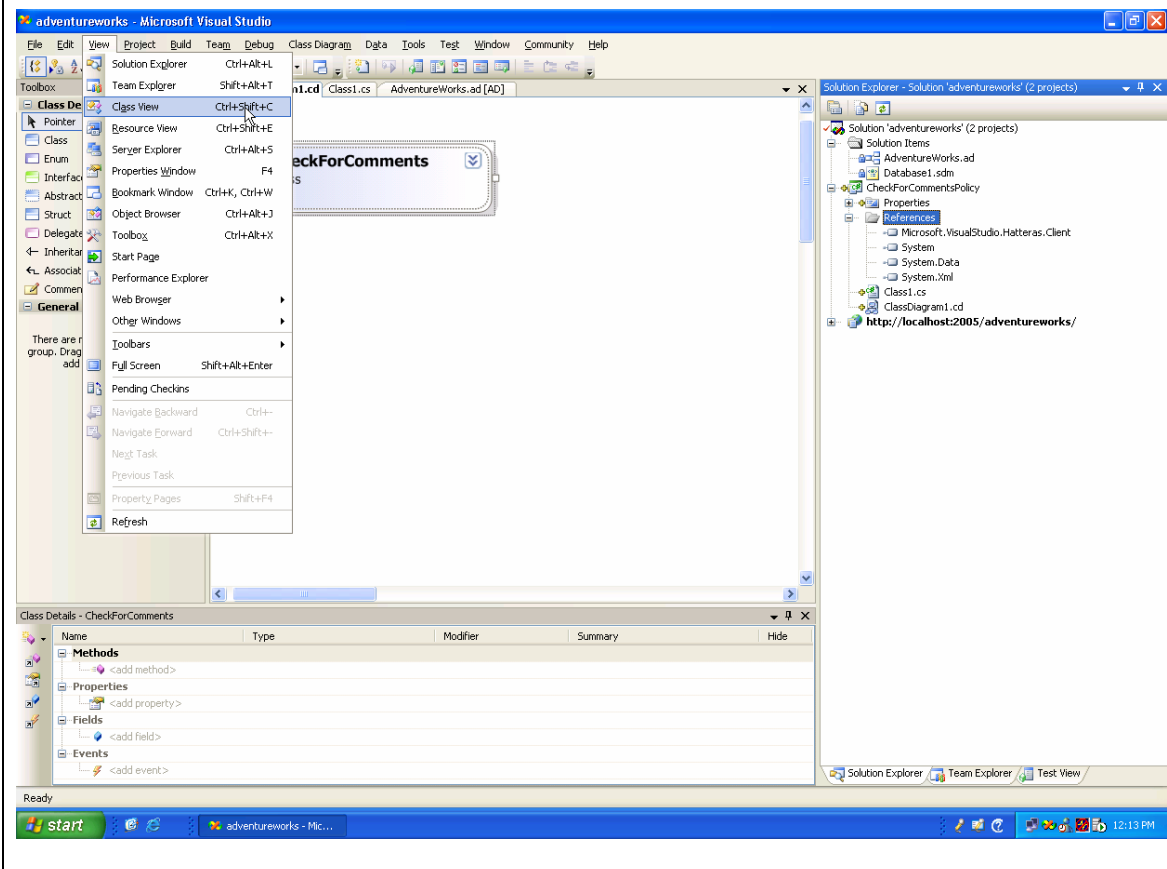 adventureworks - Microsoft Visual Studio
File Edit View Project Build Team Debug Class Diagram Data Tools Test Window Community Help
Toolbox
Class De
Pointer
Class
Enum
Interfac
Abstract
Struct
Delegate
Inheritar
Associat
Commen
General
There are r
group. Drag
add
Solution Explorer Ctrl+Alt+L
Team Explorer Shift+Alt+T
Class View Ctrl+Shift+C
Resource View Ctrl+Shift+E
Server Explorer Ctrl+Alt+S
Properties Window F4
Bookmark Window Ctrl+K, Ctrl+W
Object Browser Ctrl+Alt+J
Toolbox Ctrl+Alt+X
Start Page
Performance Explorer
Web Browser
Other Windows
Toolbars
Full Screen Shift+Alt+Enter
Pending Checkins
Navigate Backward Ctrl+-
Navigate Forward Ctrl+Shift+-
Next Task
Previous Task
Property Pages Shift+F4
Refresh
n1.cd Class1.cs AdventureWorks.ad [AD]
eckForComments
ss
Solution Explorer - Solution 'adventureworks' (2 projects)
Solution 'adventureworks' (2 projects)
Solution Items
AdventureWorks.ad
Database1.sdm
CheckForCommentsPolicy
Properties
References
Microsoft.VisualStudio.Hatteras.Client
System
System.Data
System.Xml
Class1.cs
ClassDiagram1.cd
http://localhost:2005/adventureworks/
Class Details - CheckForComments
Name Type Modifier Summary Hide
Methods
<add method>
Properties
<add property>
Fields
<add field>
Events
<add event>
Solution Explorer Team Explorer Test View
Ready
start adventureworks - Mic... 12:13 PM